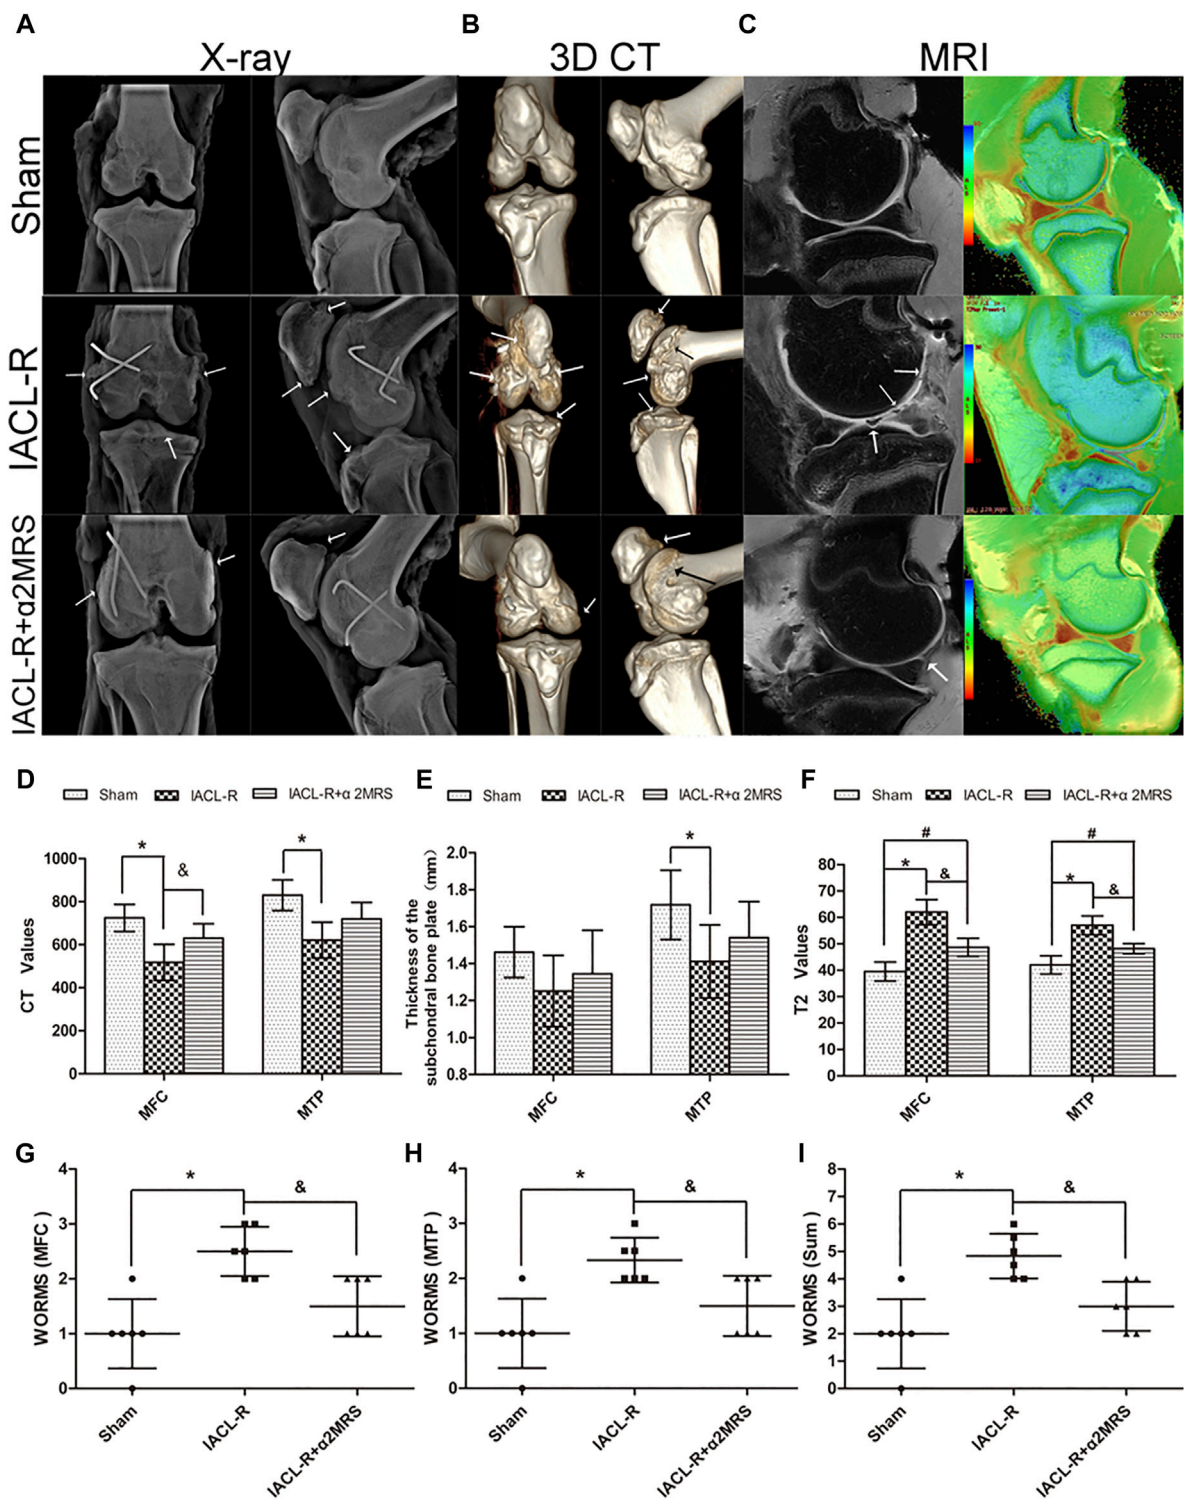 A
B
C
X-ray
3D CT
MRI
Sham
IACL-R
IACL-R+α2MRS
D
Sham
IACL-R
IACL-R+α 2MRS
*
*
&
1000
800
600
400
200
0
CT Values
MFC
MTP
E
Sham
IACL-R
IACL-R+α 2MRS
*
2.0
1.8
1.6
1.4
1.2
1.0
0.8
Thickness of the
subchondral bone plate (mm)
MFC
MTP
F
Sham
IACL-R
IACL-R+α 2MRS
#
#
*
&
*
&
80
70
60
50
40
30
20
10
0
T2 Values
MFC
MTP
G
*
&
4
3
2
1
0
WORMS (MFC )
Sham
IACL-R
IACL-R+α2MRS
H
*
&
4
3
2
1
0
WORMS (MTP)
Sham
IACL-R
IACL-R+α2MRS
I
*
&
8
7
6
5
4
3
2
1
0
WORMS (Sum)
Sham
IACL-R
IACL-R+α2MRS